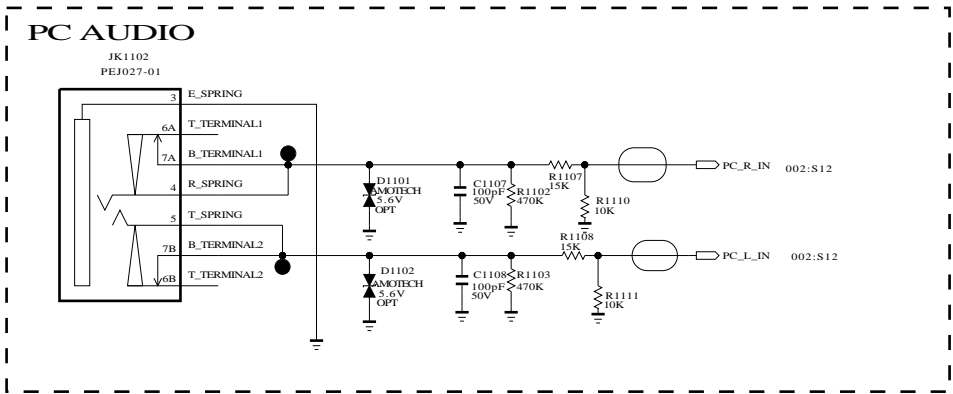 PC AUDIO
JK1102
PEJ027-01
3
E_SPRING
6A
T_TERMINAL1
7A
B_TERMINAL1
4
R_SPRING
5
T_SPRING
7B
B_TERMINAL2
6B
T_TERMINAL2
D1101
AMOTECH
5.6V
OPT
C1107
100pF
50V
R1102
470K
R1107
15K
R1110
10K
PC_R_IN
002:S12
D1102
AMOTECH
5.6V
OPT
C1108
100pF
50V
R1103
470K
R1108
15K
R1111
10K
PC_L_IN
002:S12